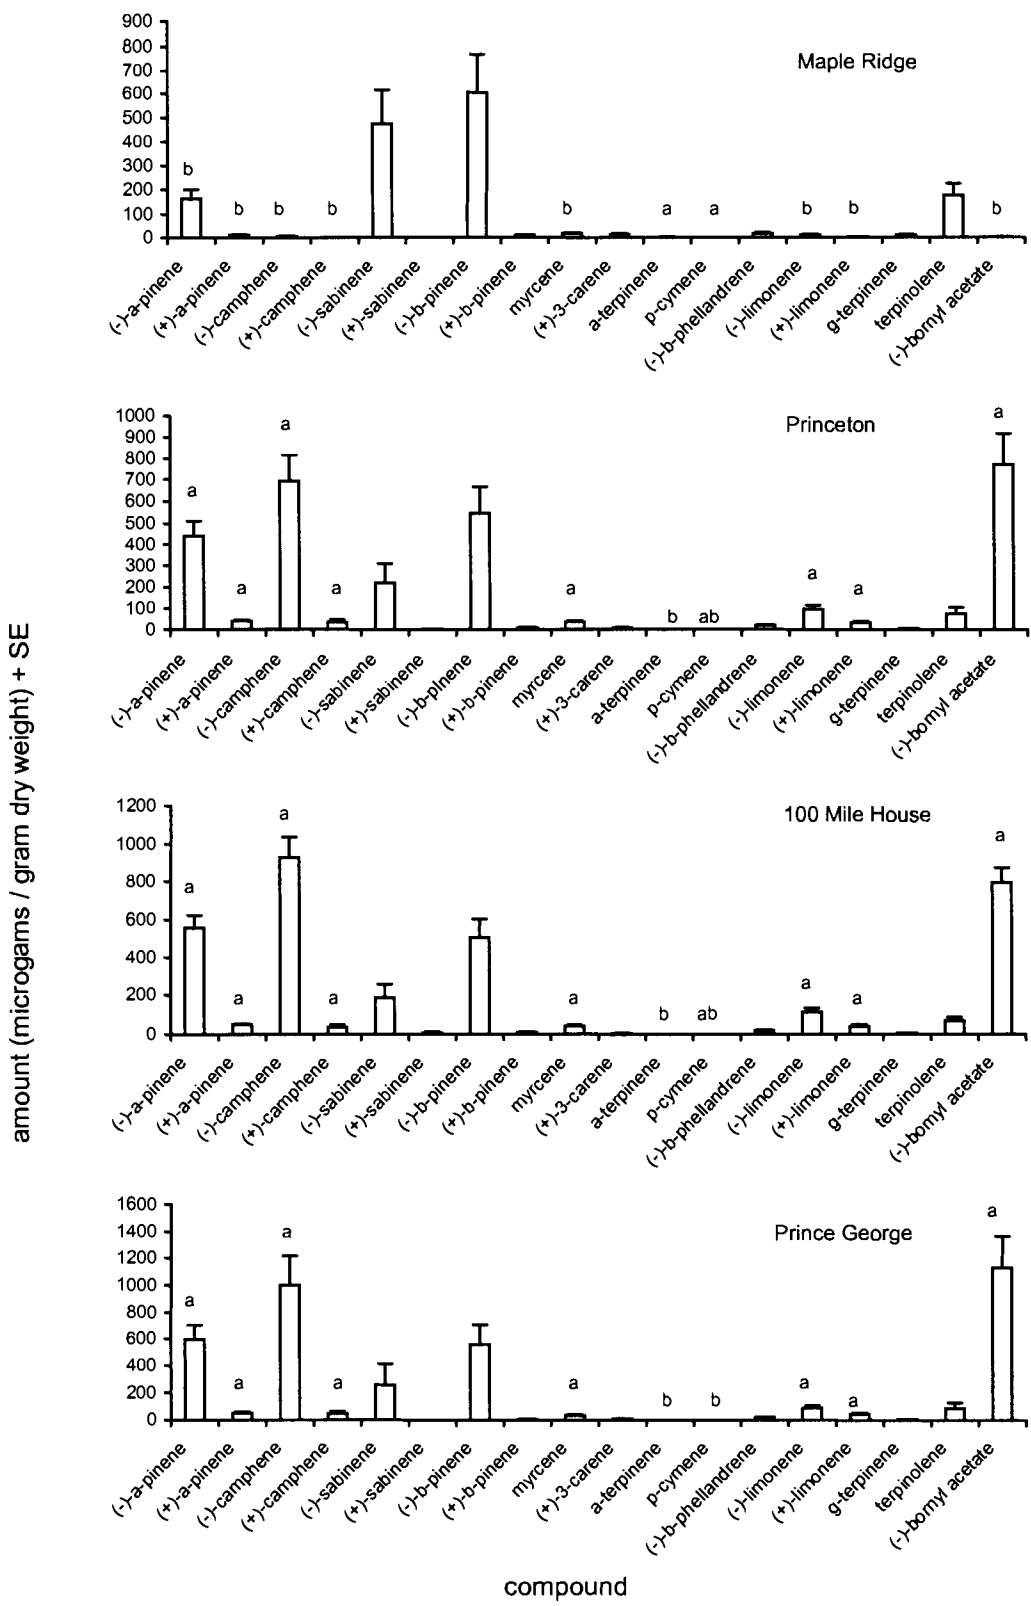 900
800
700
600
500
400
300
200
100
0
Maple Ridge
b b b b b a a b b b
(-)-a-pinene
(+)-a-pinene
(-)-camphene
(+)-camphene
(-)-sabinene
(+)-sabinene
(-)-b-pinene
(+)-b-pinene
myrcene
(+)-3-carene
a-terpinene
p-cymene
(-)-b-phellandrene
(-)-limonene
(+)-limonene
g-terpinene
terpinolene
(-)-bornyl acetate
1000
900
800
700
600
500
400
300
200
100
0
Princeton
a a a a a b ab a a a
(-)-a-pinene
(+)-a-pinene
(-)-camphene
(+)-camphene
(-)-sabinene
(+)-sabinene
(-)-b-pinene
(+)-b-pinene
myrcene
(+)-3-carene
a-terpinene
p-cymene
(-)-b-phellandrene
(-)-limonene
(+)-limonene
g-terpinene
terpinolene
(-)-bornyl acetate
1200
1000
800
600
400
200
0
100 Mile House
a a a a a b ab a a a
(-)-a-pinene
(+)-a-pinene
(-)-camphene
(+)-camphene
(-)-sabinene
(+)-sabinene
(-)-b-pinene
(+)-b-pinene
myrcene
(+)-3-carene
a-terpinene
p-cymene
(-)-b-phellandrene
(-)-limonene
(+)-limonene
g-terpinene
terpinolene
(-)-bornyl acetate
1600
1400
1200
1000
800
600
400
200
0
Prince George
a a a a a b b a a a
(-)-a-pinene
(+)-a-pinene
(-)-camphene
(+)-camphene
(-)-sabinene
(+)-sabinene
(-)-b-pinene
(+)-b-pinene
myrcene
(+)-3-carene
a-terpinene
p-cymene
(-)-b-phellandrene
(-)-limonene
(+)-limonene
g-terpinene
terpinolene
(-)-bornyl acetate
amount (microgams / gram dry weight) + SE
compound